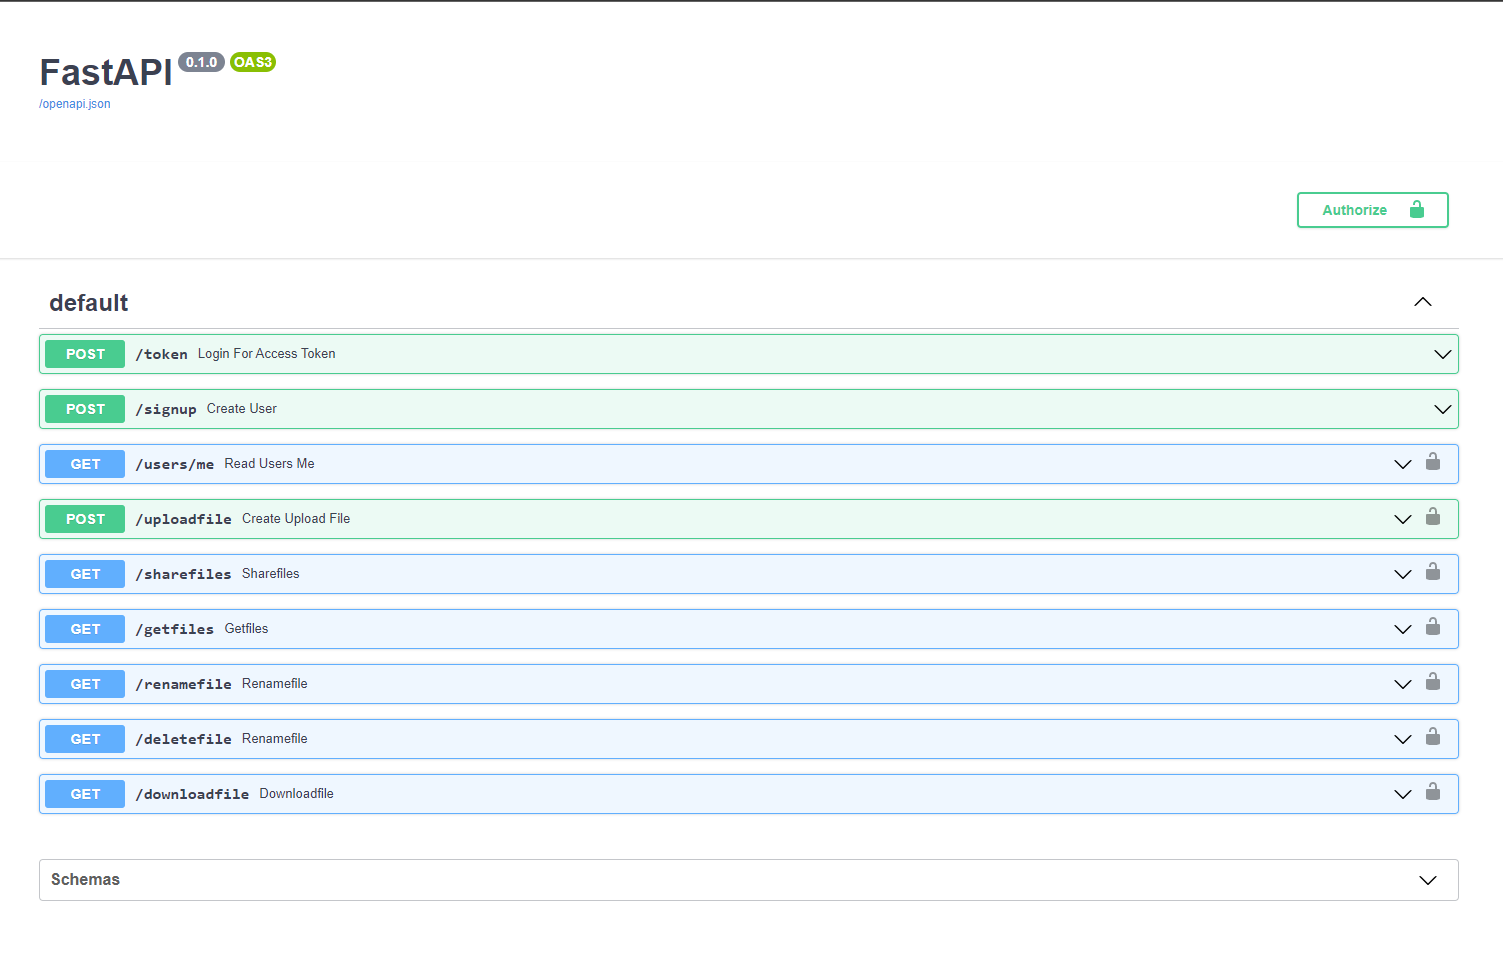 FastAPI 0.1.0 OAS3
/openapi.json
Authorize
default
POST /token Login For Access Token
POST /signup Create User
GET /users/me Read Users Me
POST /uploadfile Create Upload File
GET /sharefiles Sharefiles
GET /getfiles Getfiles
GET /renamefile Renamefile
GET /deletefile Renamefile
GET /downloadfile Downloadfile
Schemas